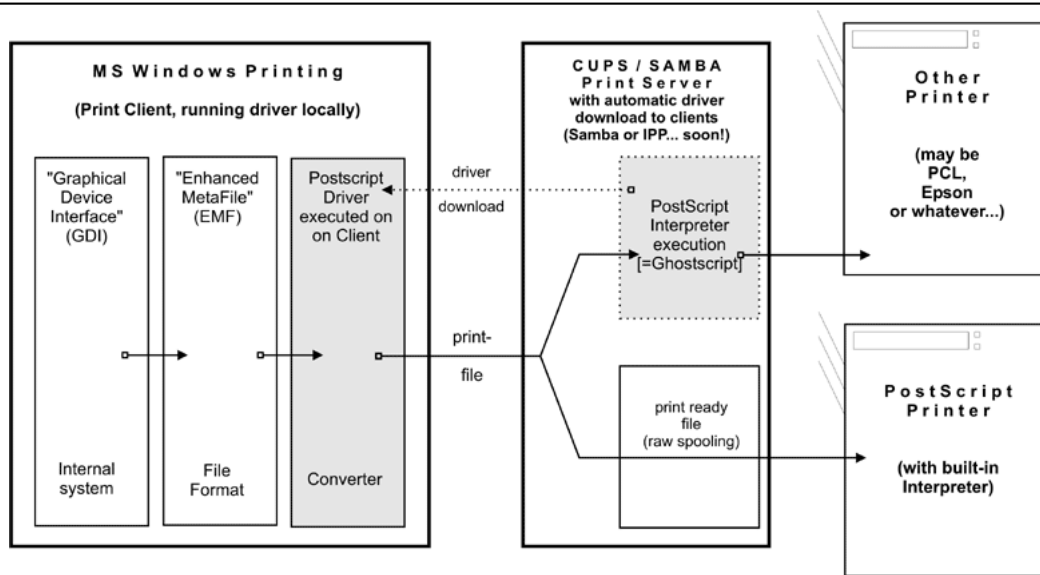 MS Windows Printing
(Print Client, running driver locally)
"Graphical
Device
Interface"
(GDI)
Internal
system
"Enhanced
MetaFile"
(EMF)
File
Format
Postscript
Driver
executed on
on Client
Converter
driver
download
print-
file
CUPS / SAMBA
Print Server
with automatic driver
download to clients
(Samba or IPP... soon!)
PostScript
Interpreter
execution
[=Ghostscript]
print ready
file
(raw spooling)
Other
Printer
(may be
PCL,
Epson
or whatever...)
PostScript
Printer
(with built-in
Interpreter)